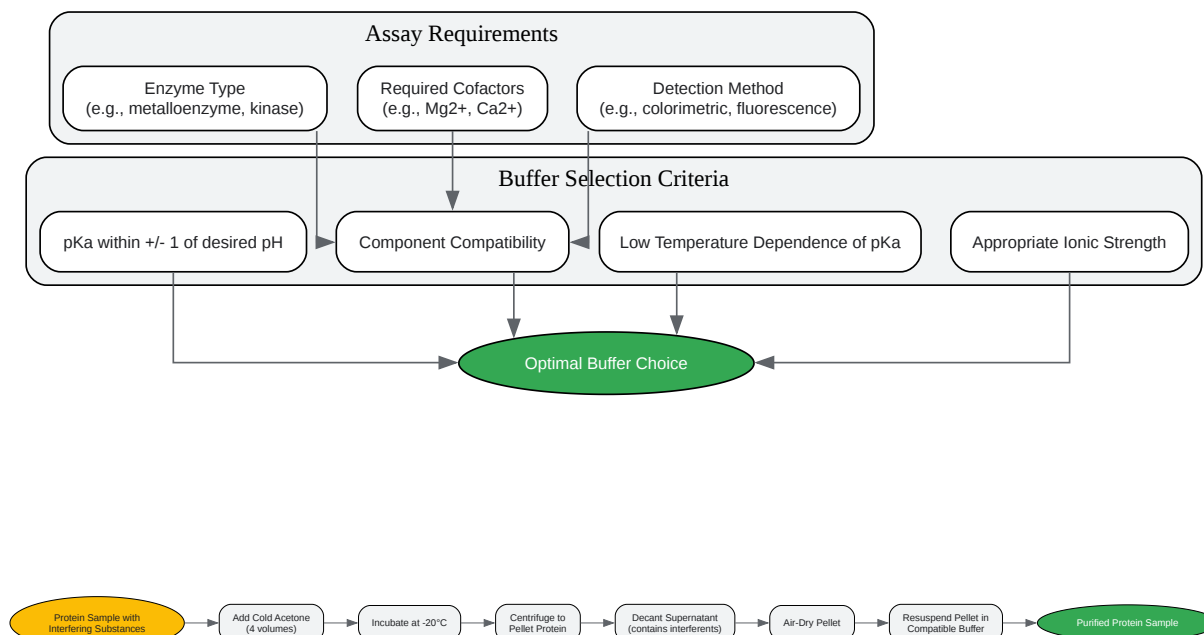 Assay Requirements
Enzyme Type
(e.g., metalloenzyme, kinase)
Required Cofactors
(e.g., Mg2+, Ca2+)
Detection Method
(e.g., colorimetric, fluorescence)
Buffer Selection Criteria
pKa within +/- 1 of desired pH
Component Compatibility
Low Temperature Dependence of pKa
Appropriate Ionic Strength
Optimal Buffer Choice
Protein Sample with
Interfering Substances
Add Cold Acetone
(4 volumes)
Incubate at -20°C
Centrifuge to
Pellet Protein
Decant Supernatant
(contains interferents)
Air-Dry Pellet
Resuspend Pellet in
Compatible Buffer
Purified Protein Sample